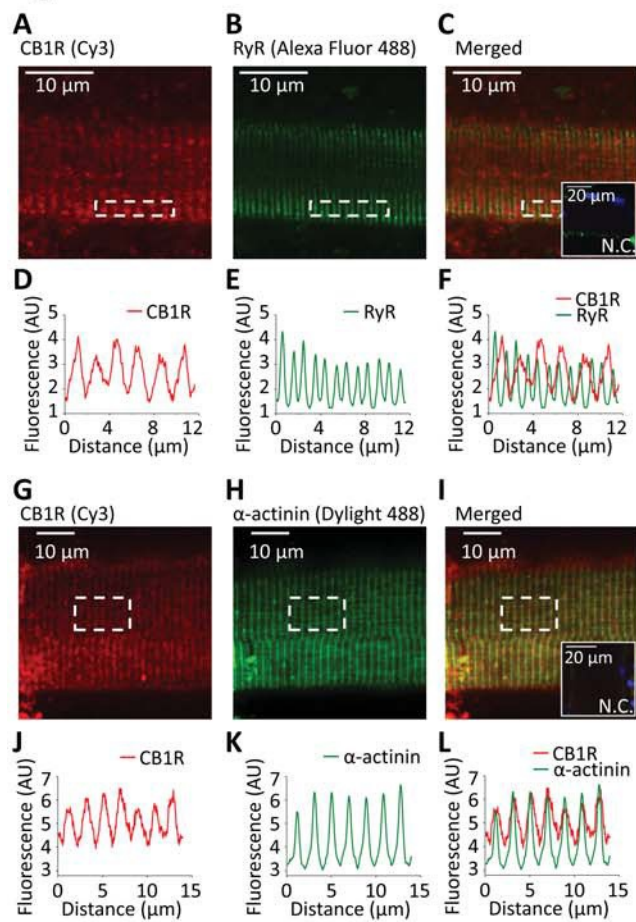 A B C
CB1R (Cy3) RyR (Alexa Fluor 488) Merged
10 µm 10 µm 10 µm
20 µm
N.C.
D E F
CB1R RyR CB1R
RyR
Fluorescence (AU) Fluorescence (AU) Fluorescence (AU)
5 5 5
4 4 4
3 3 3
2 2 2
1 1 1
0 4 8 12 0 4 8 12 0 4 8 12
Distance (µm) Distance (µm) Distance (µm)
G H I
CB1R (Cy3) α-actinin (Dylight 488) Merged
10 µm 10 µm 10 µm
20 µm
N.C.
J K L
CB1R α-actinin CB1R
α-actinin
Fluorescence (AU) Fluorescence (AU) Fluorescence (AU)
7 7 7
6 6 6
5 5 5
4 4 4
3 3 3
0 5 10 15 0 5 10 15 0 5 10 15
Distance (µm) Distance (µm) Distance (µm)